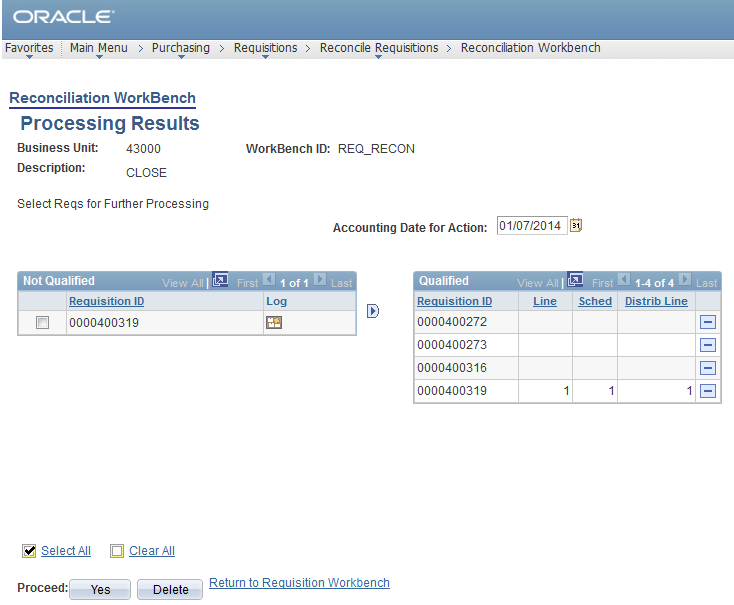 ORACLE
Favorites Main Menu > Purchasing > Requisitions > Reconcile Requisitions > Reconciliation Workbench
Reconciliation WorkBench
Processing Results
Business Unit: 43000 WorkBench ID: REQ_RECON
Description: CLOSE
Select Reqs for Further Processing
Accounting Date for Action: 01/07/2014 31
Not Qualified View All | First 1 of 1 Last
Requisition ID Log
0000400319
Qualified View All | First 1-4 of 4 Last
Requisition ID Line Sched Distrib Line
0000400272
0000400273
0000400316
0000400319 1 1 1
Select All Clear All
Proceed: Yes Delete Return to Requisition Workbench